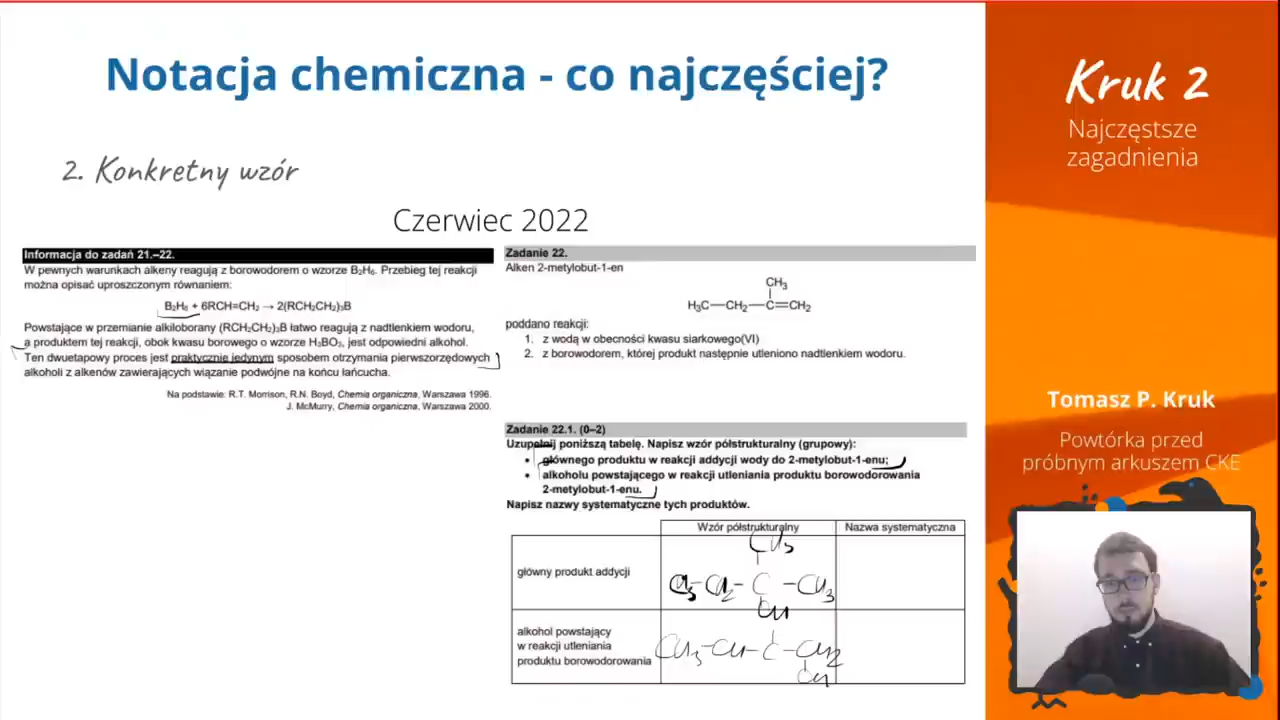 Notacja chemiczna - co najczęściej?
2. Konkretny wzór
Czerwiec 2022
Informacja do zadań 21.–22.
W pewnych warunkach alkeny reagują z borowodorem o wzorze B₂H₆. Przebieg tej reakcji
można opisać uproszczonym równaniem:
B₂H₆ + 6RCH=CH₂ → 2(RCH₂CH₂)₃B
Powstające w przemianie alkiloborany (RCH₂CH₂)₃B łatwo reagują z nadtlenkiem wodoru,
a produktem tej reakcji, obok kwasu borowego o wzorze H₃BO₃, jest odpowiedni alkohol.
Ten dwuetapowy proces jest praktycznie jedynym sposobem otrzymania pierwszorzędowych
alkoholi z alkenów zawierających wiązanie podwójne na końcu łańcucha.
Na podstawie: R.T. Morrison, R.N. Boyd, Chemia organiczna, Warszawa 1996.
J. McMurry, Chemia organiczna, Warszawa 2000.
Zadanie 22.
Alken 2-metylobut-1-en
CH₃
H₃C—CH₂—C=CH₂
poddano reakcji:
1. z wodą w obecności kwasu siarkowego(VI)
2. z borowodorem, której produkt następnie utleniono nadtlenkiem wodoru.
Zadanie 22.1. (0–2)
Uzupełnij poniższą tabelę. Napisz wzór półstrukturalny (grupowy):
• głównego produktu w reakcji addycji wody do 2-metylobut-1-enu;
• alkoholu powstającego w reakcji utleniania produktu borowodorowania
2-metylobut-1-enu.
Napisz nazwy systematyczne tych produktów.
Wzór półstrukturalny Nazwa systematyczna
CH₃
główny produkt addycji
CH₃-CH₂-C-CH₃
OH
alkohol powstający
w reakcji utleniania
produktu borowodorowania
CH₃-CH-C-CH₂
OH
Kruk 2
Najczęstsze
zagadnienia
Tomasz P. Kruk
Powtórka przed
próbnym arkuszem CKE